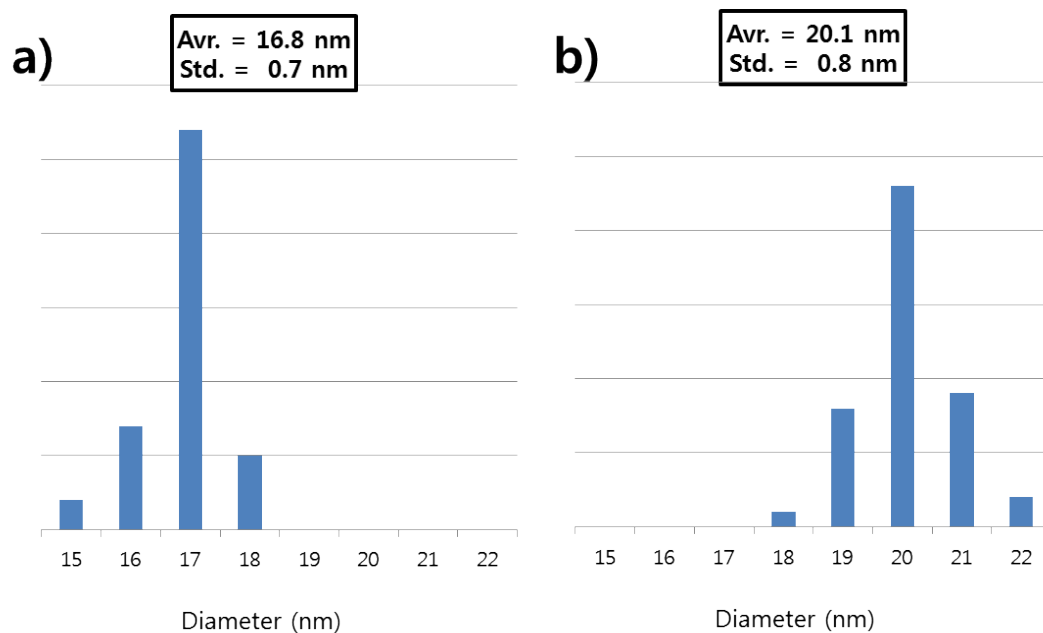 a)
Avr. = 16.8 nm
Std. = 0.7 nm
15 16 17 18 19 20 21 22
Diameter (nm)
b)
Avr. = 20.1 nm
Std. = 0.8 nm
15 16 17 18 19 20 21 22
Diameter (nm)